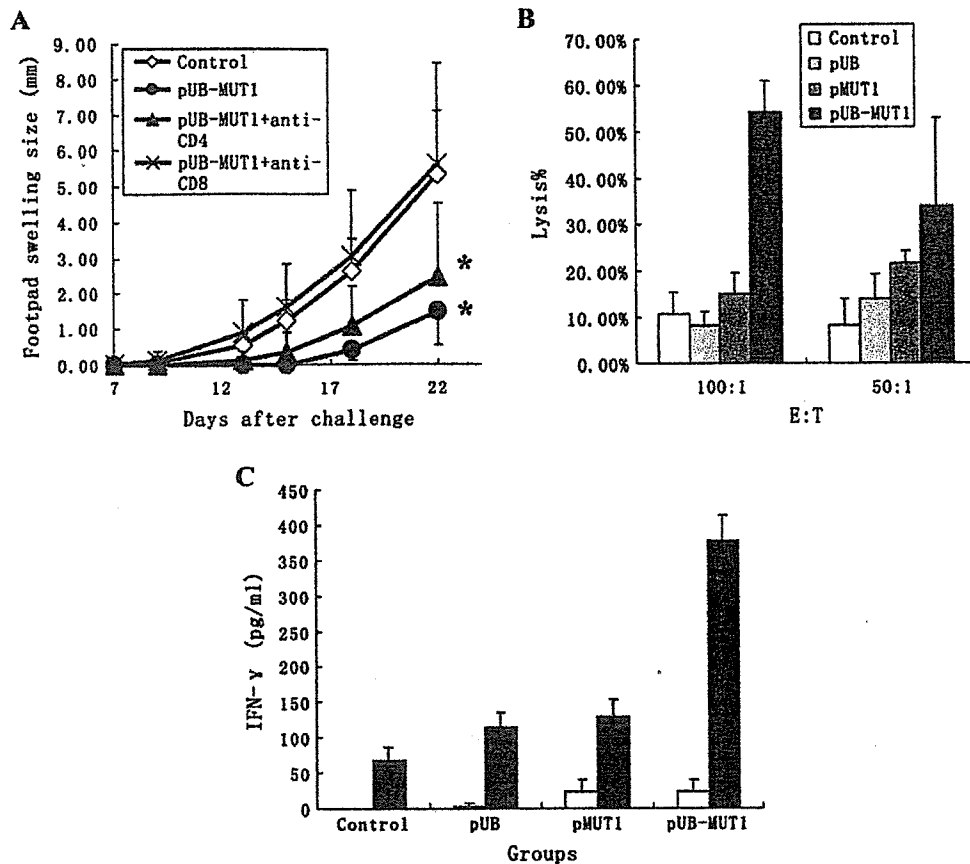 A
Footpad swelling size (mm)
9.00
8.00
7.00
6.00
5.00
4.00
3.00
2.00
1.00
0.00
Control
pUB-MUT1
pUB-MUT1+anti-
CD4
pUB-MUT1+anti-
CD8
*
*
7
12
17
22
Days after challenge
B
Lysis%
70.00%
60.00%
50.00%
40.00%
30.00%
20.00%
10.00%
0.00%
Control
pUB
pMUT1
pUB-MUT1
100:1
50:1
E:T
C
IFN-γ (pg/ml)
450
400
350
300
250
200
150
100
50
0
Control
pUB
pMUT1
pUB-MUT1
Groups